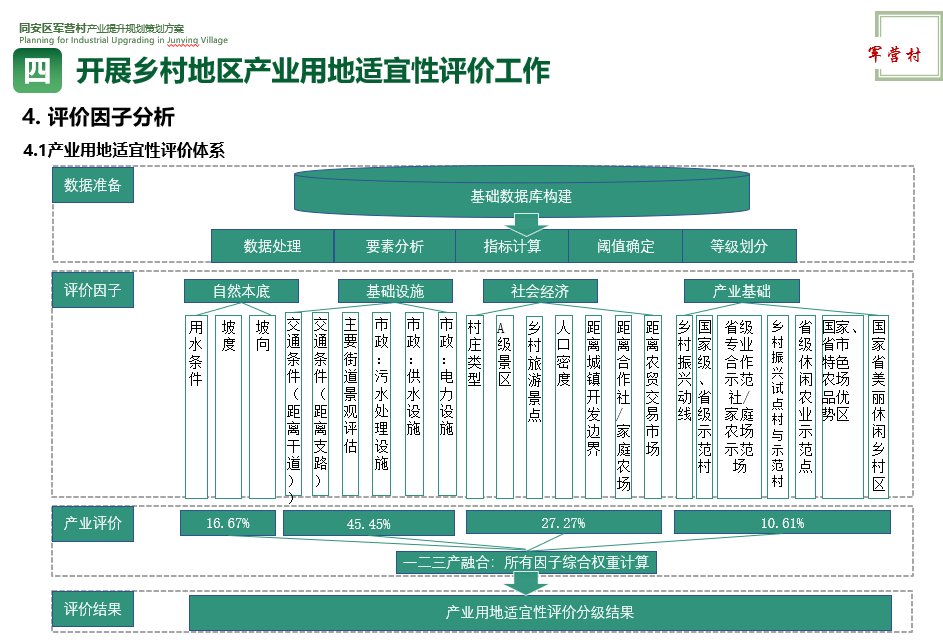 同安区军营村产业提升规划策划方案
Planning for Industrial Upgrading in Junying Village
军营村
四
开展乡村地区产业用地适宜性评价工作
4. 评价因子分析
4.1产业用地适宜性评价体系
数据准备
基础数据库构建
数据处理
要素分析
指标计算
阈值确定
等级划分
评价因子
自然本底
基础设施
社会经济
产业基础
用水条件
坡度
坡向
交通条件（距离干道））
交通条件（距离支路）
主要街道景观评估
市政：污水处理设施
市政：供水设施
市政：电力设施
村庄类型
A级景区
乡村旅游景点
人口密度
距离城镇开发边界
距离合作社/家庭农场
距离农贸交易市场
乡村振兴动线
国家级、省级示范村
省级专业合作示范社/家庭农场示范场
乡村振兴试点村与示范村
省级休闲农业示范点
国家、省市特色农场品优势区
国家省美丽休闲乡村区
产业评价
16.67%
45.45%
27.27%
10.61%
一二三产融合：所有因子综合权重计算
评价结果
产业用地适宜性评价分级结果